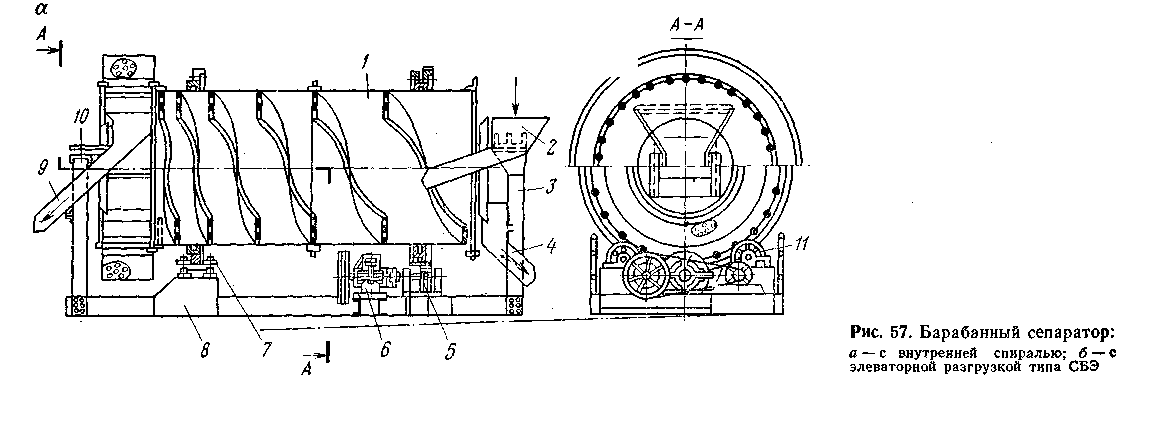 а
А
А–А
1
10
2
9
3
4
11
8
7
6
5
А
Рис. 57. Барабанный сепаратор:
а — с внутренней спиралью; б — с
элеваторной разгрузкой типа СБЭ